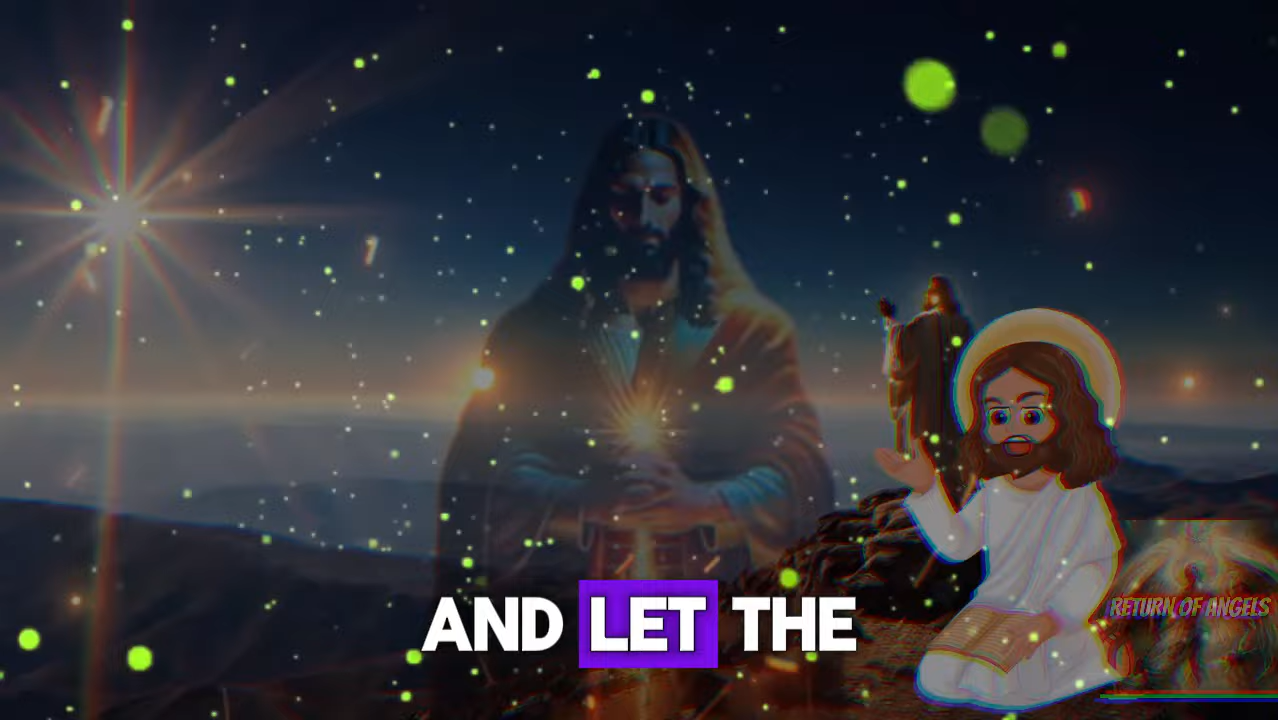 AND LET THE
RETURN OF ANGELS